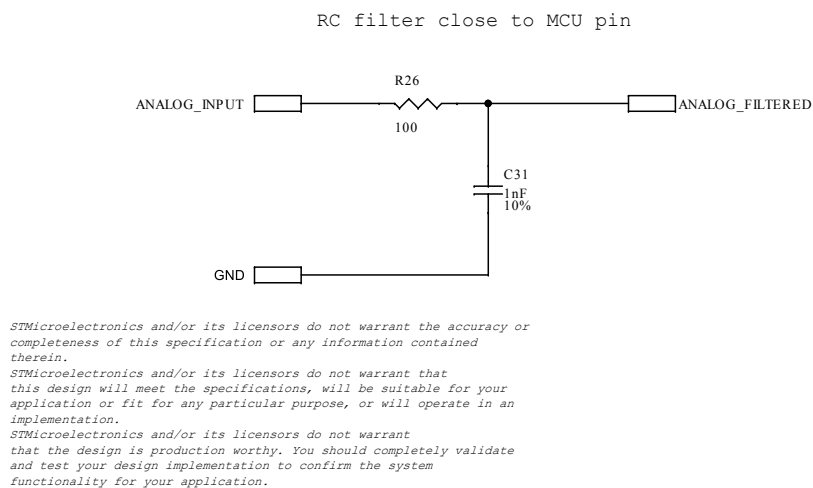 RC filter close to MCU pin
R26
ANALOG_INPUT
ANALOG_FILTERED
100
C31
1nF
10%
GND
STMicroelectronics and/or its licensors do not warrant the accuracy or
completeness of this specification or any information contained
therein.
STMicroelectronics and/or its licensors do not warrant that
this design will meet the specifications, will be suitable for your
application or fit for any particular purpose, or will operate in an
implementation.
STMicroelectronics and/or its licensors do not warrant
that the design is production worthy. You should completely validate
and test your design implementation to confirm the system
functionality for your application.